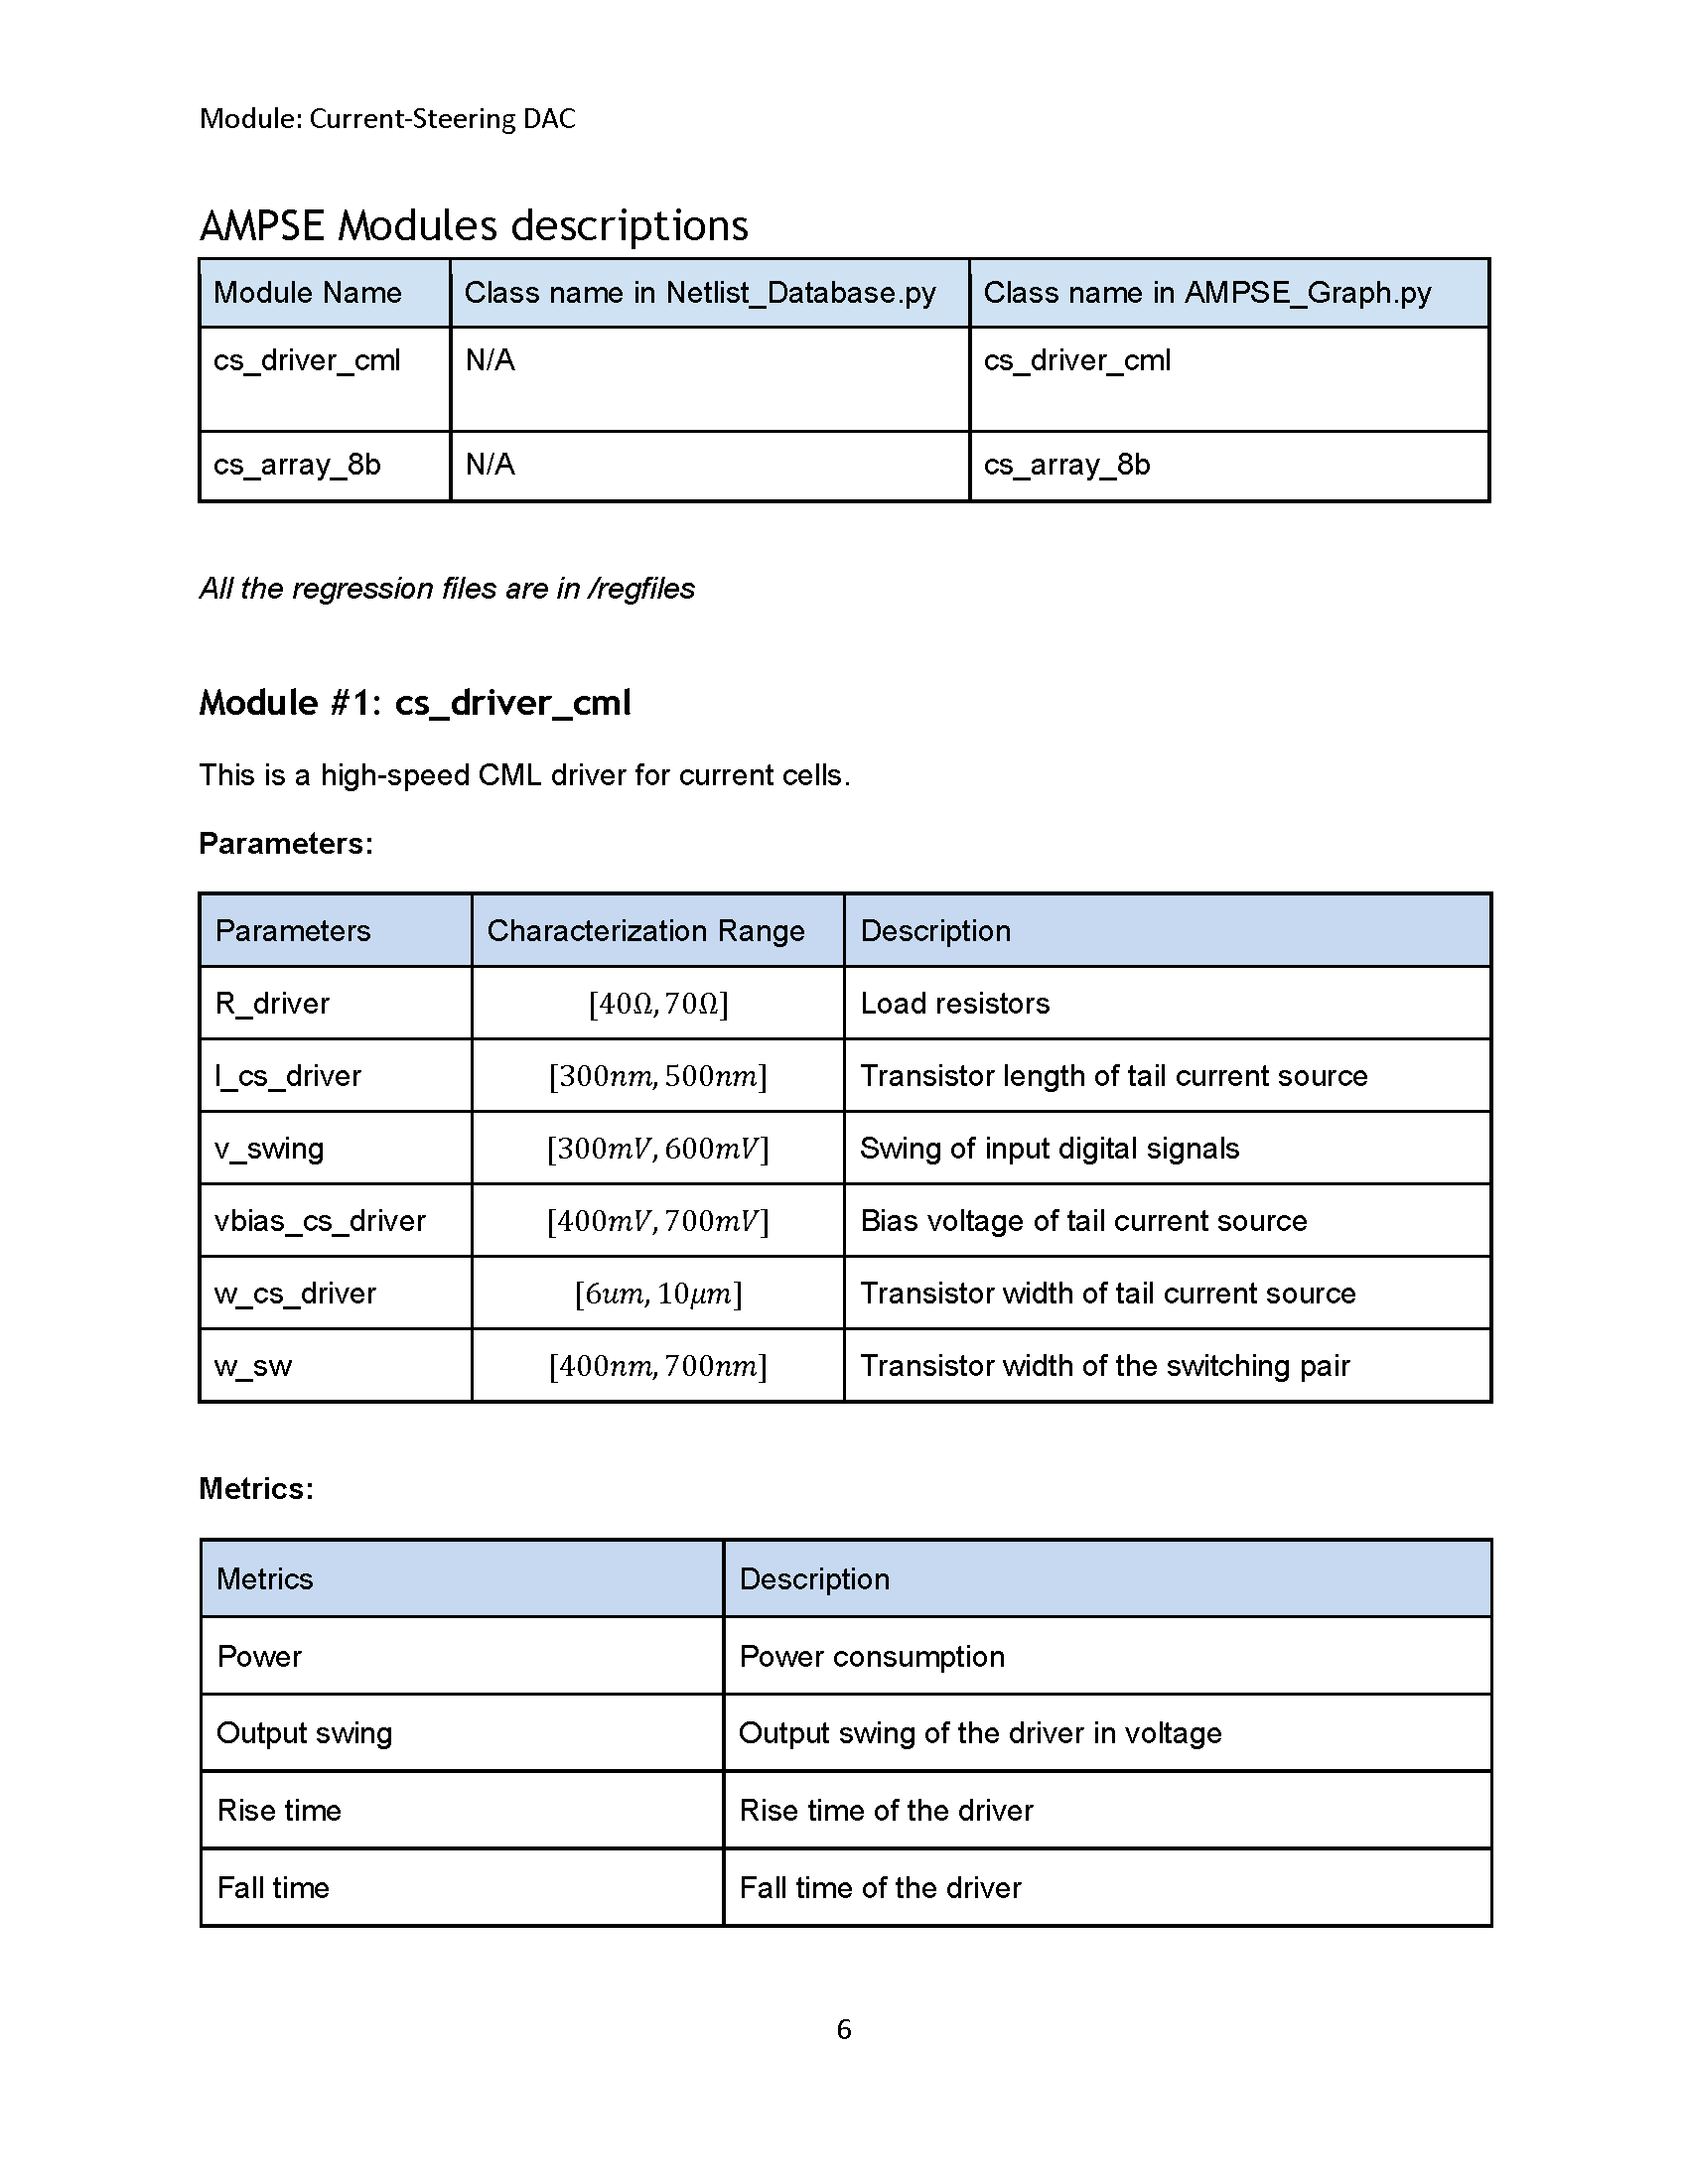 Module: Current-Steering DAC
AMPSE Modules descriptions
Module Name Class name in Netlist_Database.py Class name in AMPSE_Graph.py
cs_driver_cml N/A cs_driver_cml
cs_array_8b N/A cs_array_8b
All the regression files are in /regfiles
Module #1: cs_driver_cml
This is a high-speed CML driver for current cells.
Parameters:
Parameters Characterization Range Description
R_driver [40Ω, 70Ω] Load resistors
l_cs_driver [300nm, 500nm] Transistor length of tail current source
v_swing [300mV, 600mV] Swing of input digital signals
vbias_cs_driver [400mV, 700mV] Bias voltage of tail current source
w_cs_driver [6um, 10μm] Transistor width of tail current source
w_sw [400nm, 700nm] Transistor width of the switching pair
Metrics:
Metrics Description
Power Power consumption
Output swing Output swing of the driver in voltage
Rise time Rise time of the driver
Fall time Fall time of the driver
6